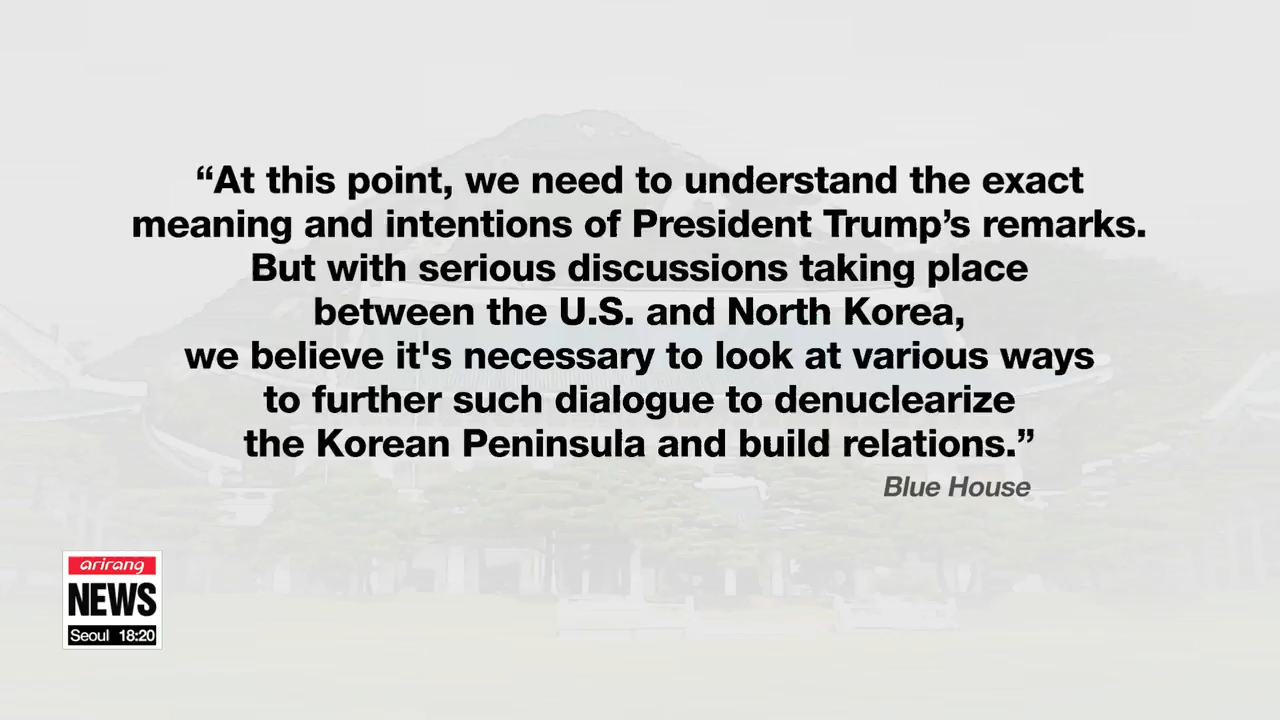 “At this point, we need to understand the exact
meaning and intentions of President Trump’s remarks.
But with serious discussions taking place
between the U.S. and North Korea,
we believe it's necessary to look at various ways
to further such dialogue to denuclearize
the Korean Peninsula and build relations.”
Blue House
arirang
NEWS
Seoul 18:20